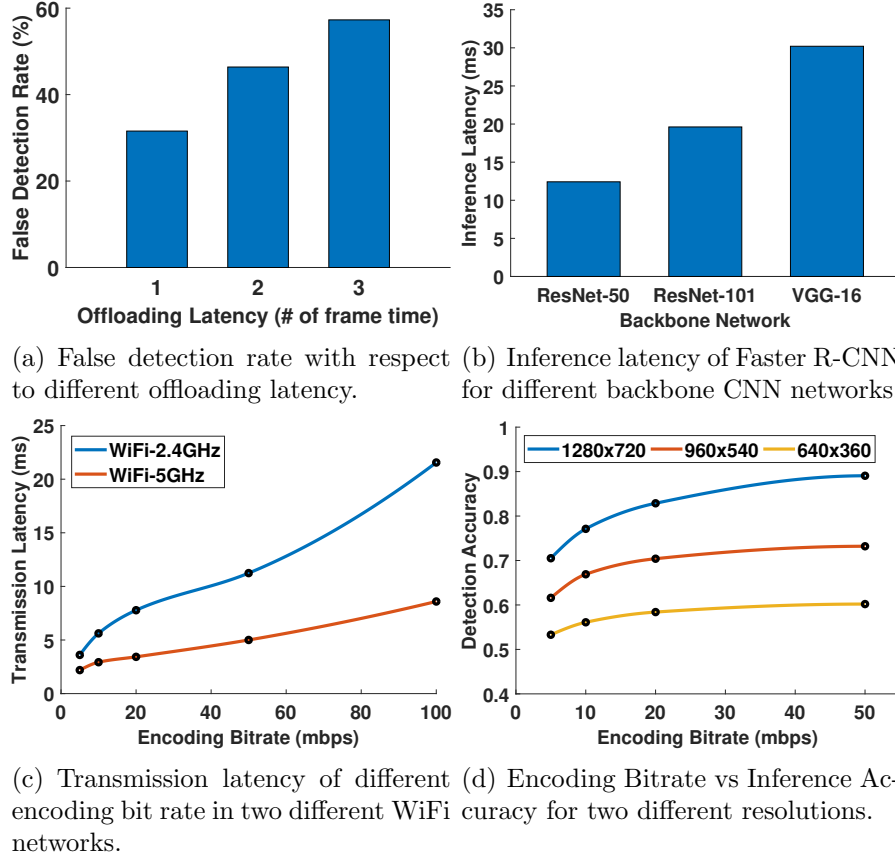 60
40
20
0
False Detection Rate (%)
1 2 3
Offloading Latency (# of frame time)
(a) False detection rate with respect
to different offloading latency.
35
30
25
20
15
10
5
0
Inference Latency (ms)
ResNet-50 ResNet-101 VGG-16
Backbone Network
(b) Inference latency of Faster R-CNN
for different backbone CNN networks
25
20
15
10
5
0
Transmission Latency (ms)
WiFi-2.4GHz
WiFi-5GHz
0 20 40 60 80 100
Encoding Bitrate (mbps)
(c) Transmission latency of different
encoding bit rate in two different WiFi
networks.
1
0.9
0.8
0.7
0.6
0.5
0.4
Detection Accuracy
1280x720 960x540 640x360
0 10 20 30 40 50
Encoding Bitrate (mbps)
(d) Encoding Bitrate vs Inference Ac-
curacy for two different resolutions.